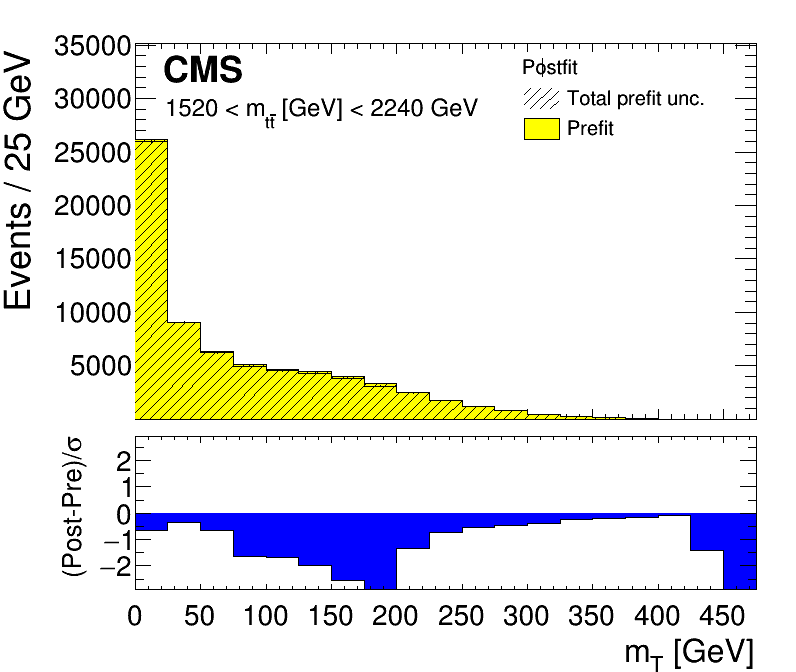 Events / 25 GeV
35000
30000
25000
20000
15000
10000
5000
CMS
1520 < m_tt̄ [GeV] < 2240 GeV
Postfit
Total prefit unc.
Prefit
(Post-Pre)/σ
2
1
0
−1
−2
0 50 100 150 200 250 300 350 400 450
m_T [GeV]